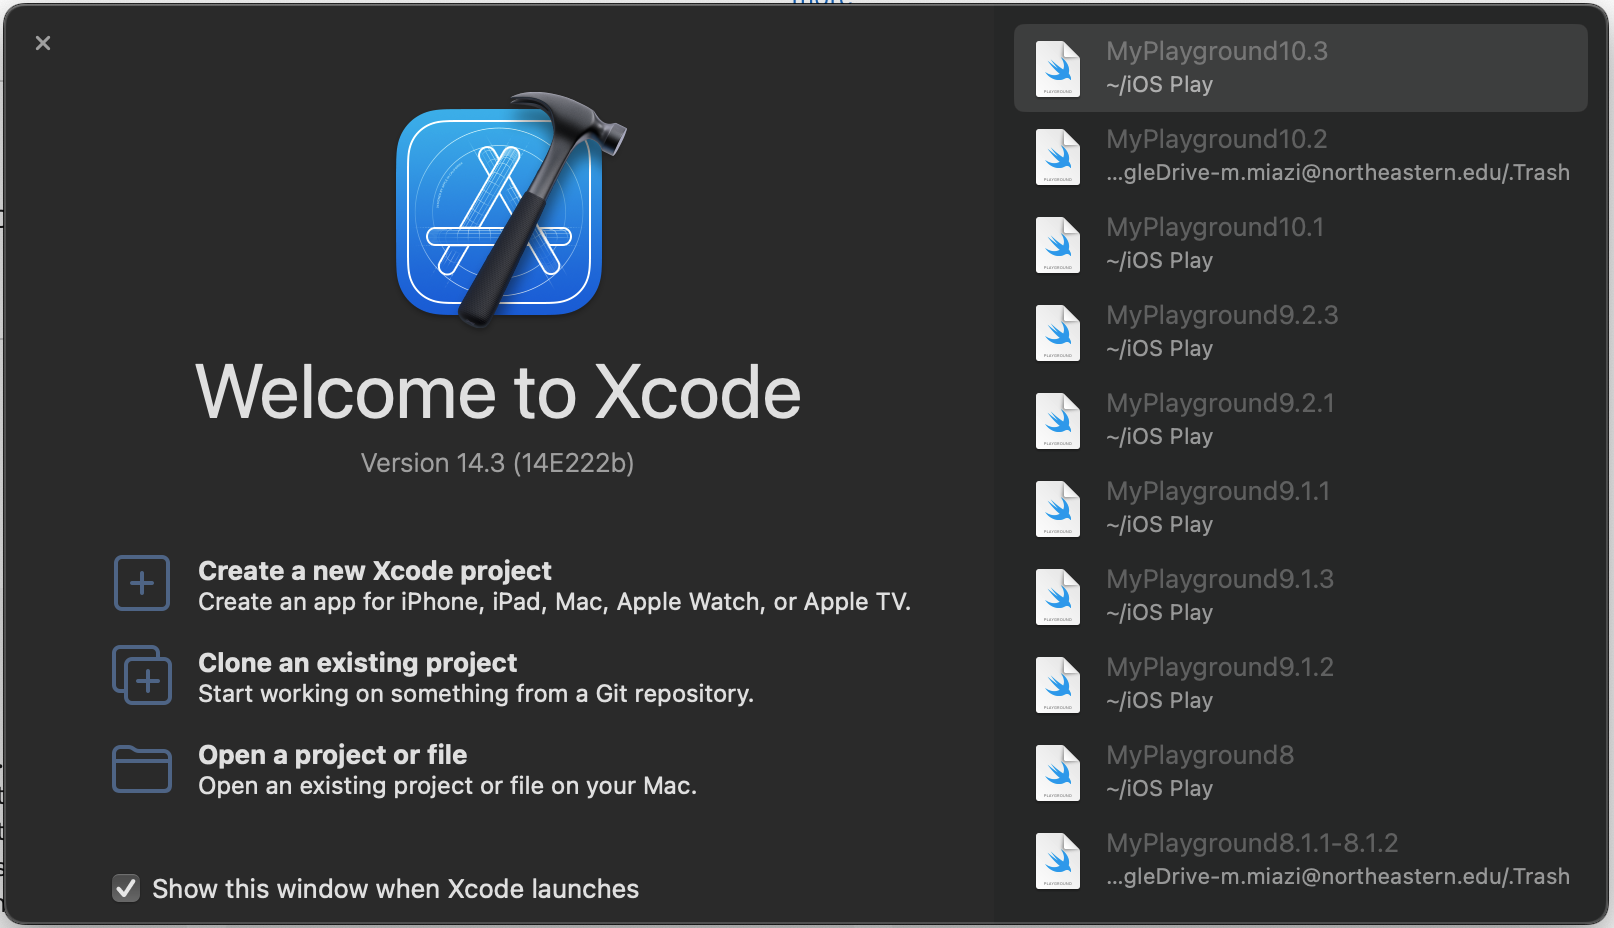 Welcome to Xcode
Version 14.3 (14E222b)
Create a new Xcode project
Create an app for iPhone, iPad, Mac, Apple Watch, or Apple TV.
Clone an existing project
Start working on something from a Git repository.
Open a project or file
Open an existing project or file on your Mac.
Show this window when Xcode launches
MyPlayground10.3
~/iOS Play
MyPlayground10.2
...gleDrive-m.miazi@northeastern.edu/.Trash
MyPlayground10.1
~/iOS Play
MyPlayground9.2.3
~/iOS Play
MyPlayground9.2.1
~/iOS Play
MyPlayground9.1.1
~/iOS Play
MyPlayground9.1.3
~/iOS Play
MyPlayground9.1.2
~/iOS Play
MyPlayground8
~/iOS Play
MyPlayground8.1.1-8.1.2
...gleDrive-m.miazi@northeastern.edu/.Trash